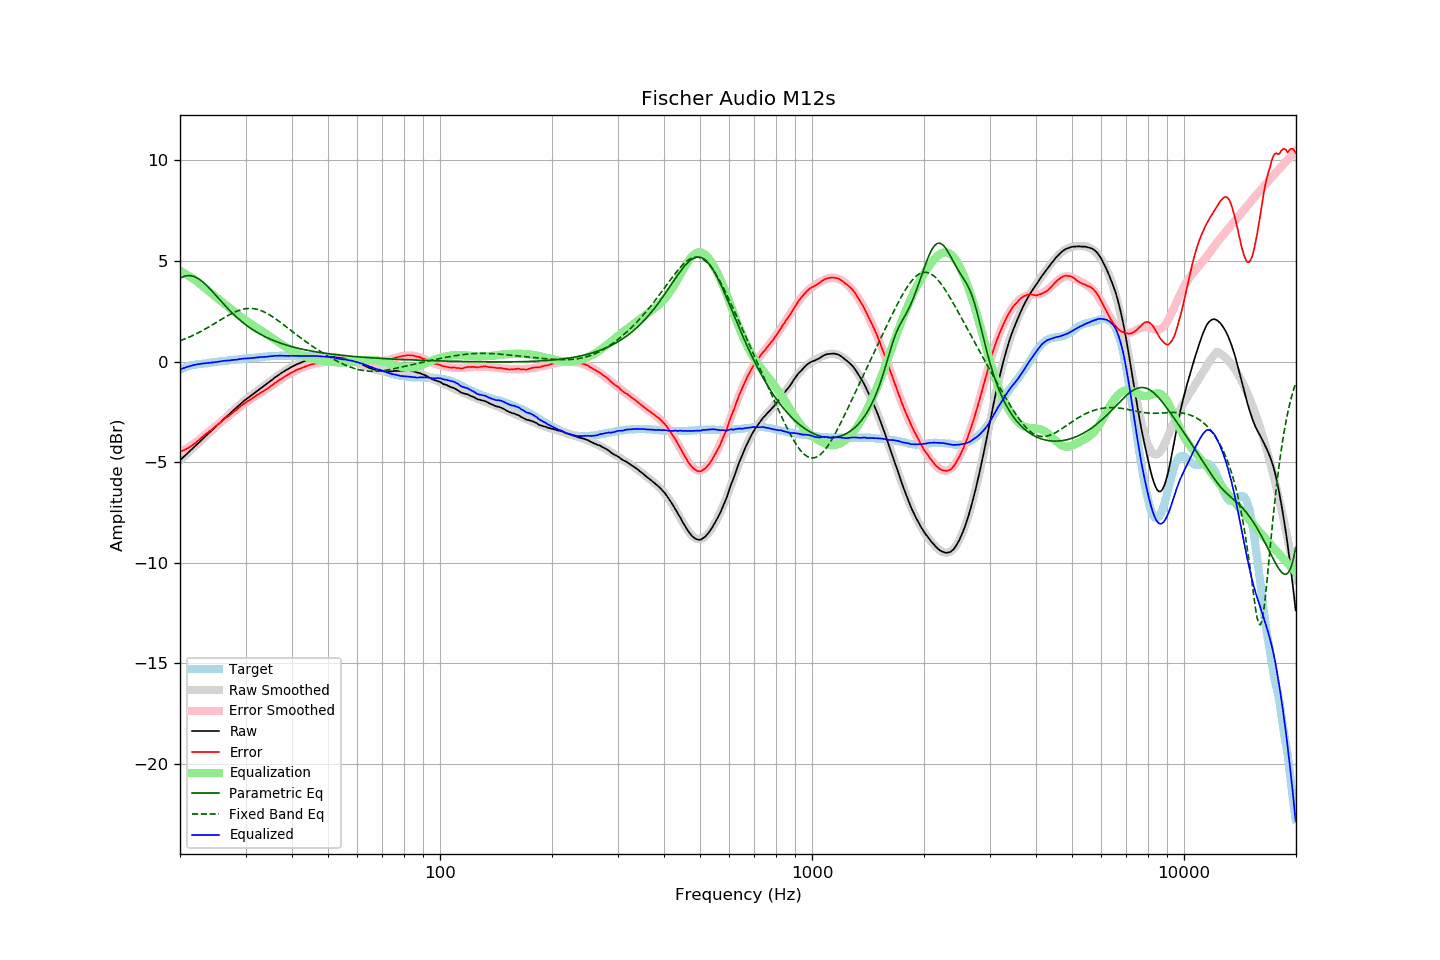 Fischer Audio M12s
10
5
0
−5
−10
−15
−20
Amplitude (dBr)
Target
Raw Smoothed
Error Smoothed
Raw
Error
Equalization
Parametric Eq
Fixed Band Eq
Equalized
100
1000
10000
Frequency (Hz)